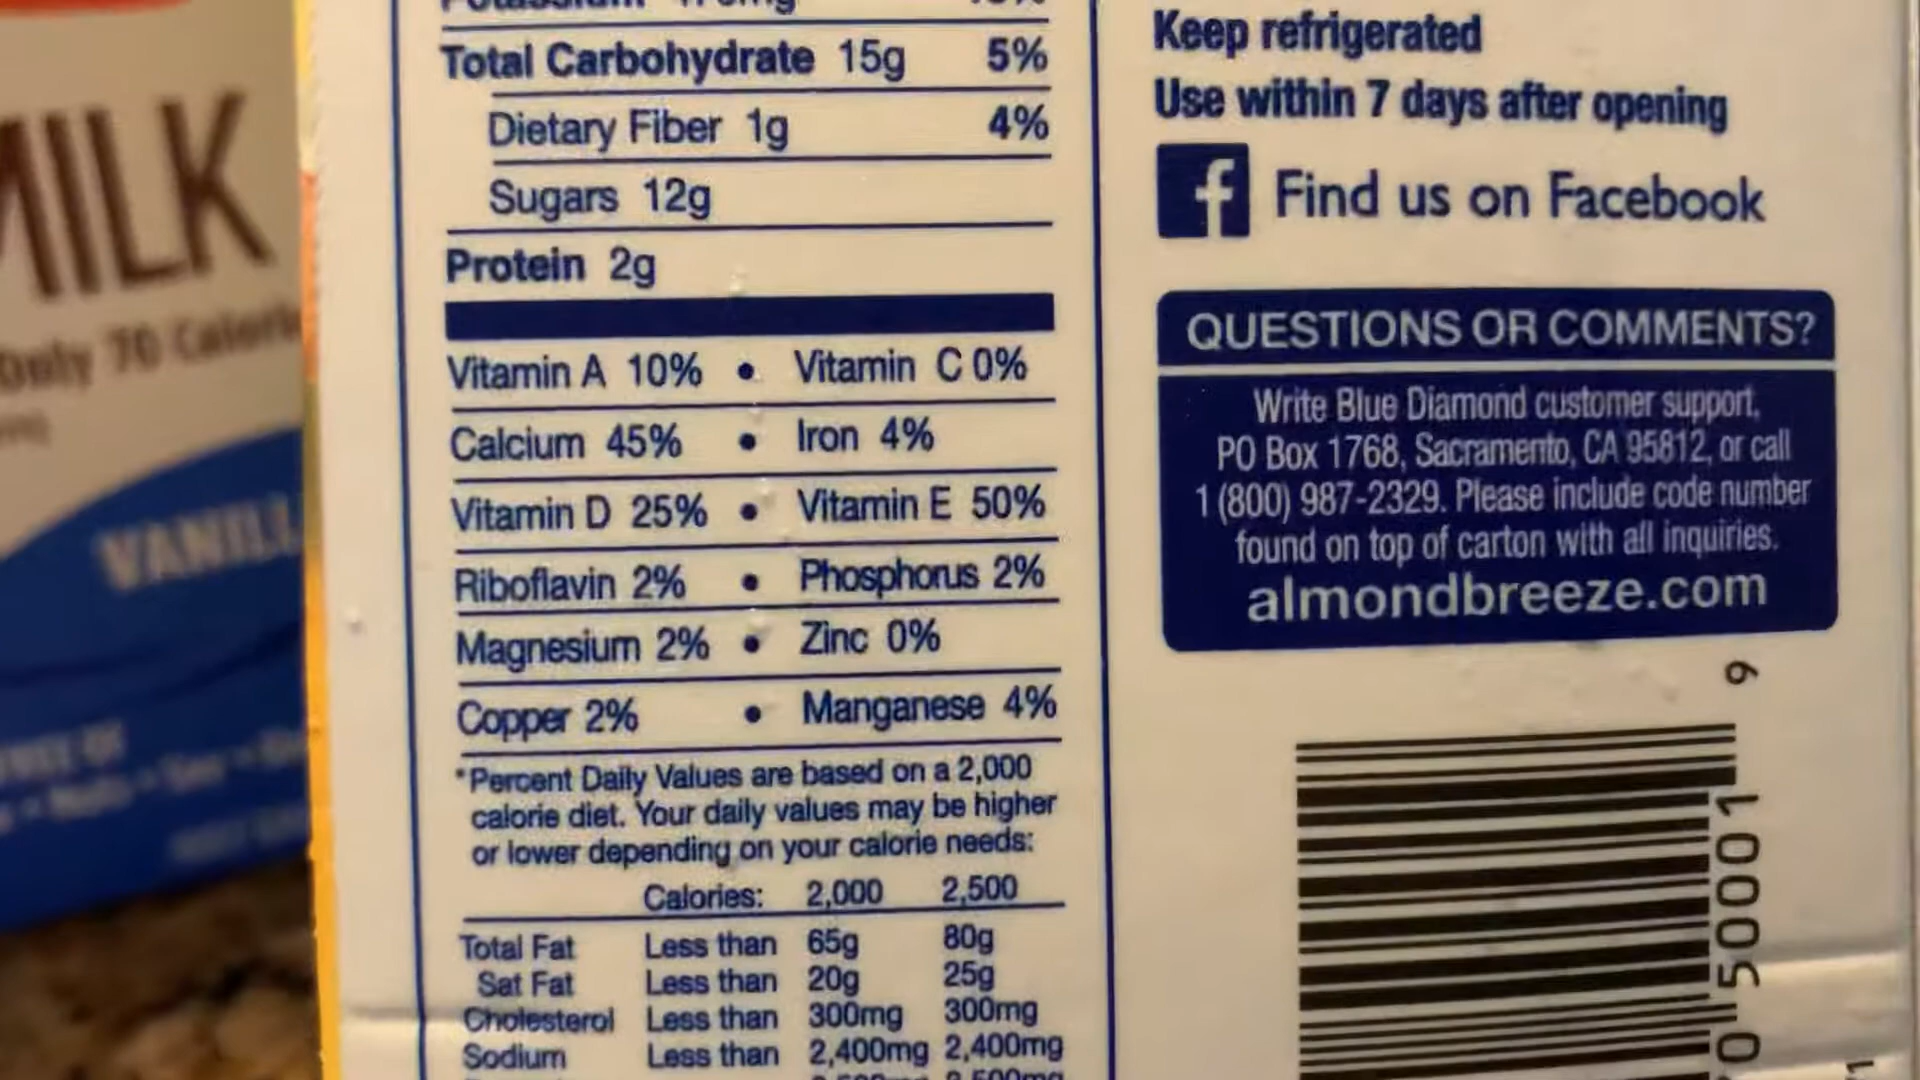 MILK
Only 70 Calori
VANILL
Total Carbohydrate 15g 5%
Dietary Fiber 1g 4%
Sugars 12g
Protein 2g
Vitamin A 10% • Vitamin C 0%
Calcium 45% • Iron 4%
Vitamin D 25% • Vitamin E 50%
Riboflavin 2% • Phosphorus 2%
Magnesium 2% • Zinc 0%
Copper 2% • Manganese 4%
*Percent Daily Values are based on a 2,000
calorie diet. Your daily values may be higher
or lower depending on your calorie needs:
Calories: 2,000 2,500
Total Fat Less than 65g 80g
Sat Fat Less than 20g 25g
Cholesterol Less than 300mg 300mg
Sodium Less than 2,400mg 2,400mg
Keep refrigerated
Use within 7 days after opening
f Find us on Facebook
QUESTIONS OR COMMENTS?
Write Blue Diamond customer support,
PO Box 1768, Sacramento, CA 95812, or call
1 (800) 987-2329. Please include code number
found on top of carton with all inquiries.
almondbreeze.com
0 50001 9